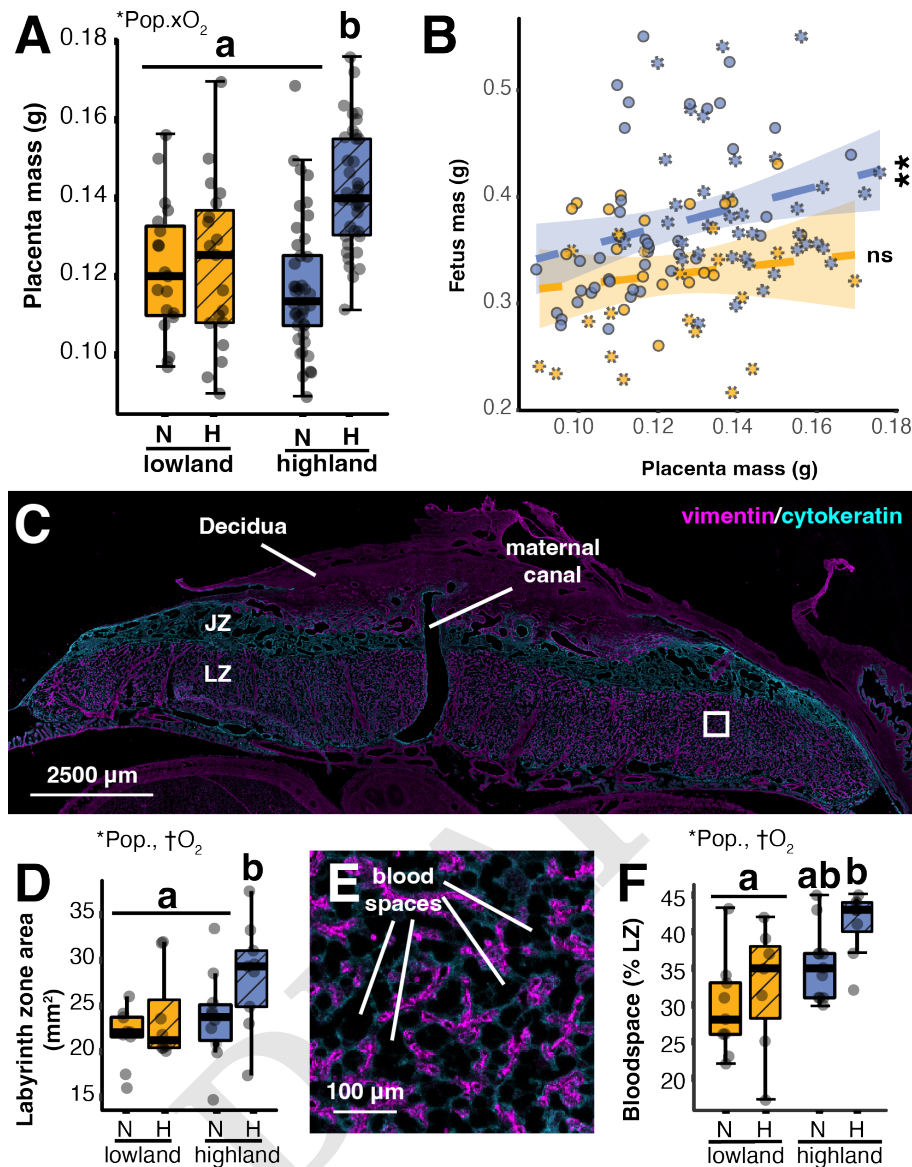 A
*Pop.xO2
a
b
0.18
0.16
0.14
0.12
0.10
Placenta mass (g)
N H N H
lowland highland
B
0.5
0.4
0.3
0.2
Fetus mas (g)
**
ns
0.10 0.12 0.14 0.16 0.18
Placenta mass (g)
C
vimentin/cytokeratin
Decidua
maternal
canal
JZ
LZ
2500 µm
D
*Pop., †O2
a
b
35
30
25
20
15
Labyrinth zone area
(mm²)
N H N H
lowland highland
E
blood
spaces
100 µm
F
*Pop., †O2
a
ab
b
45
40
35
30
25
20
Bloodspace (% LZ)
N H N H
lowland highland